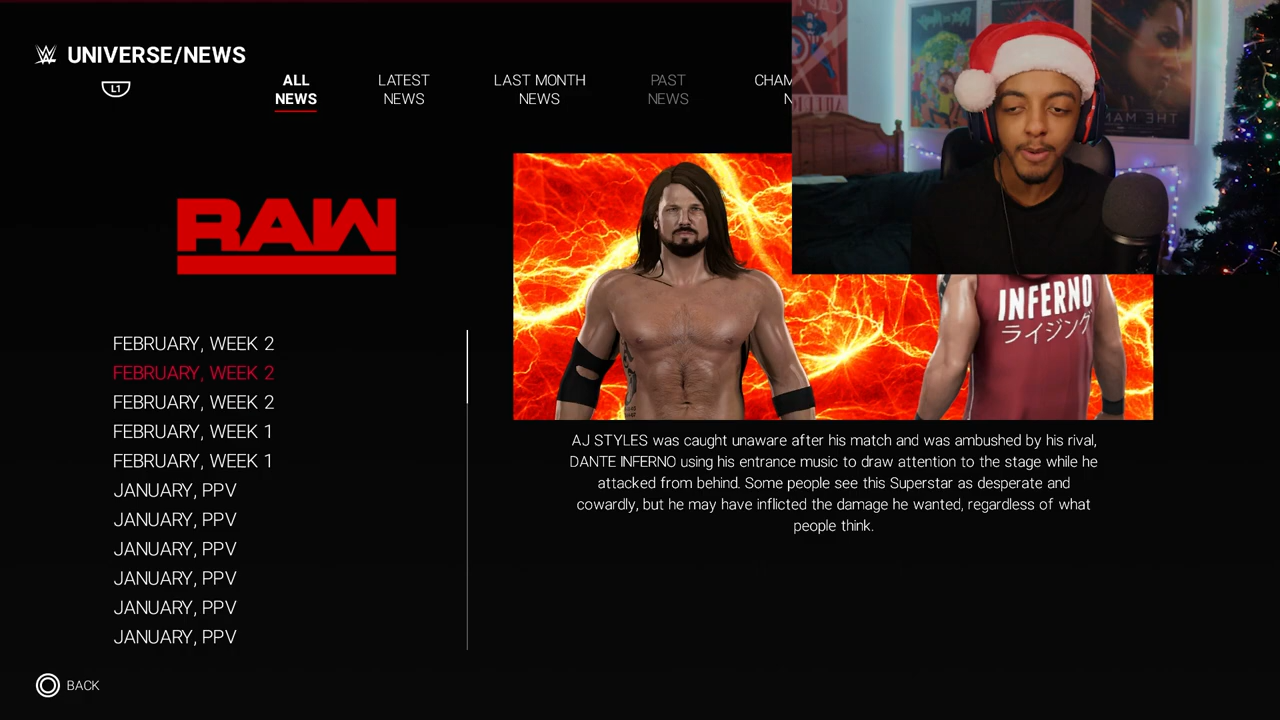 UNIVERSE/NEWS
L1
ALL
NEWS
LATEST
NEWS
LAST MONTH
NEWS
PAST
NEWS
CHAM
N
RAW
FEBRUARY, WEEK 2
FEBRUARY, WEEK 2
FEBRUARY, WEEK 2
FEBRUARY, WEEK 1
FEBRUARY, WEEK 1
JANUARY, PPV
JANUARY, PPV
JANUARY, PPV
JANUARY, PPV
JANUARY, PPV
JANUARY, PPV
INFERNO
ライジング
AJ STYLES was caught unaware after his match and was ambushed by his rival,
DANTE INFERNO using his entrance music to draw attention to the stage while he
attacked from behind. Some people see this Superstar as desperate and
cowardly, but he may have inflicted the damage he wanted, regardless of what
people think.
BACK